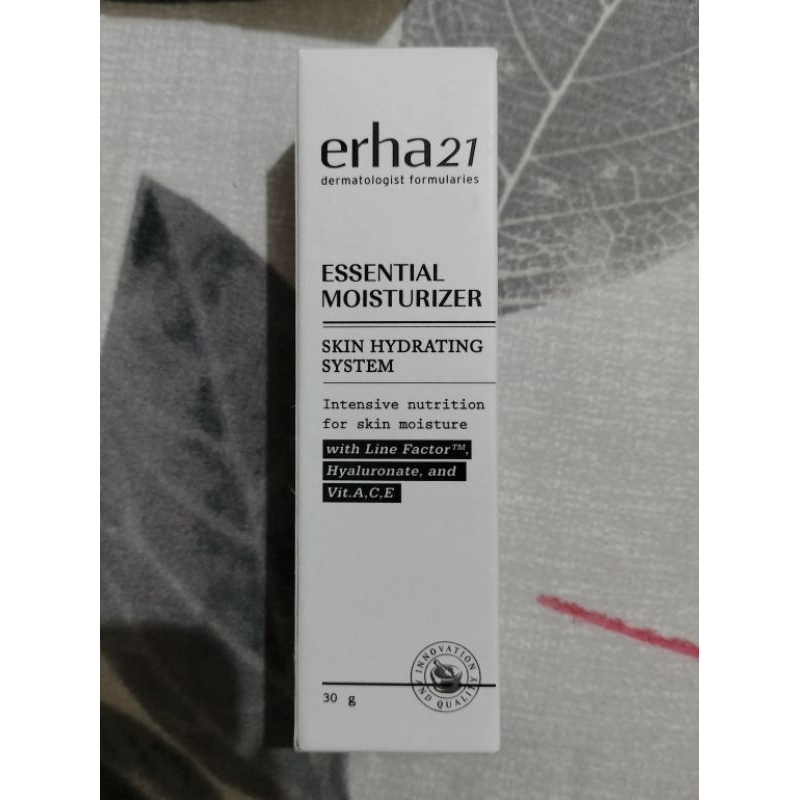 erha21
dermatologist formularies
ESSENTIAL
MOISTURIZER
SKIN HYDRATING
SYSTEM
Intensive nutrition
for skin moisture
with Line Factor™,
Hyaluronate, and
Vit.A,C,E
INNOVATION AND QUALITY
30 g